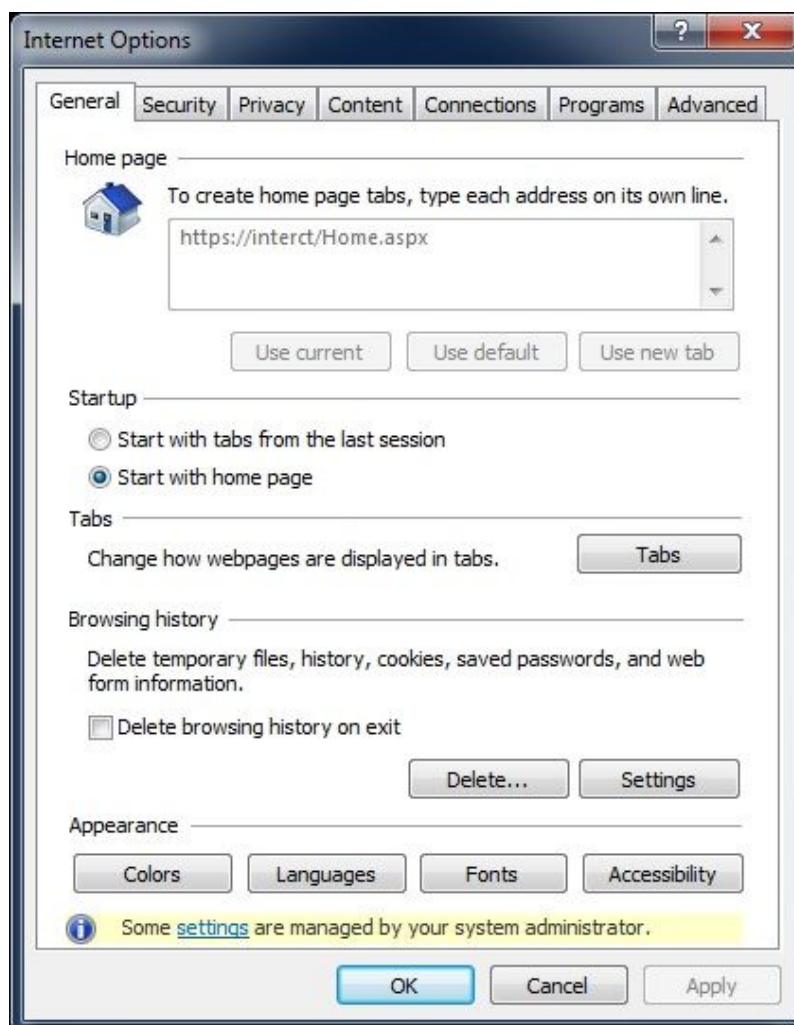 Internet Options
General Security Privacy Content Connections Programs Advanced
Home page
To create home page tabs, type each address on its own line.
https://interct/Home.aspx
Use current Use default Use new tab
Startup
Start with tabs from the last session
Start with home page
Tabs
Change how webpages are displayed in tabs. Tabs
Browsing history
Delete temporary files, history, cookies, saved passwords, and web
form information.
Delete browsing history on exit
Delete... Settings
Appearance
Colors Languages Fonts Accessibility
Some settings are managed by your system administrator.
OK Cancel Apply